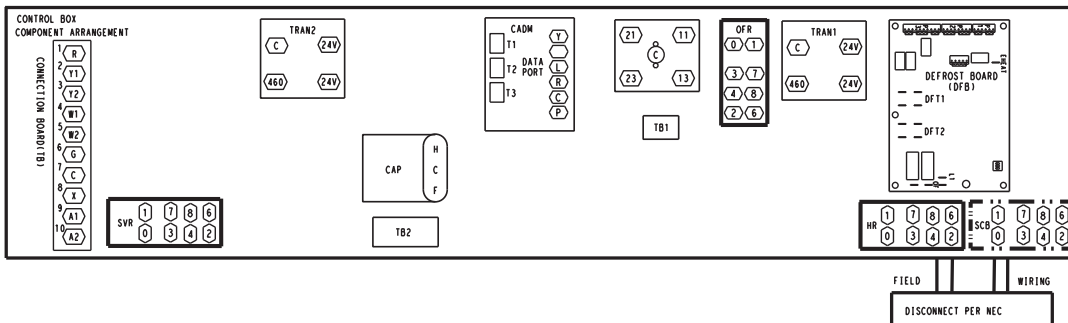 CONTROL BOX
COMPONENT ARRANGEMENT
CONNECTION BOARD(TB)
1 R
2 Y1
3 Y2
4 W1
5 W2
6 G
7 C
8 X
9 A1
10 A2
SVR
1 7 8 6
0 3 4 2
TRAN2
C 24V
460 24V
CAP
H
C
F
TB2
CADM
T1
T2
T3
DATA
PORT
Y
L
R
C
P
21 11
C
23 13
TB1
OFR
0 1
3 7
4 8
2 6
TRAN1
C 24V
460 24V
EHEAT
DEFROST BOARD
(DFB)
DFT1
DFT2
HR
1 7 8 6
0 3 4 2
SCB
1 7 8 6
0 3 4 2
FIELD WIRING
DISCONNECT PER NEC